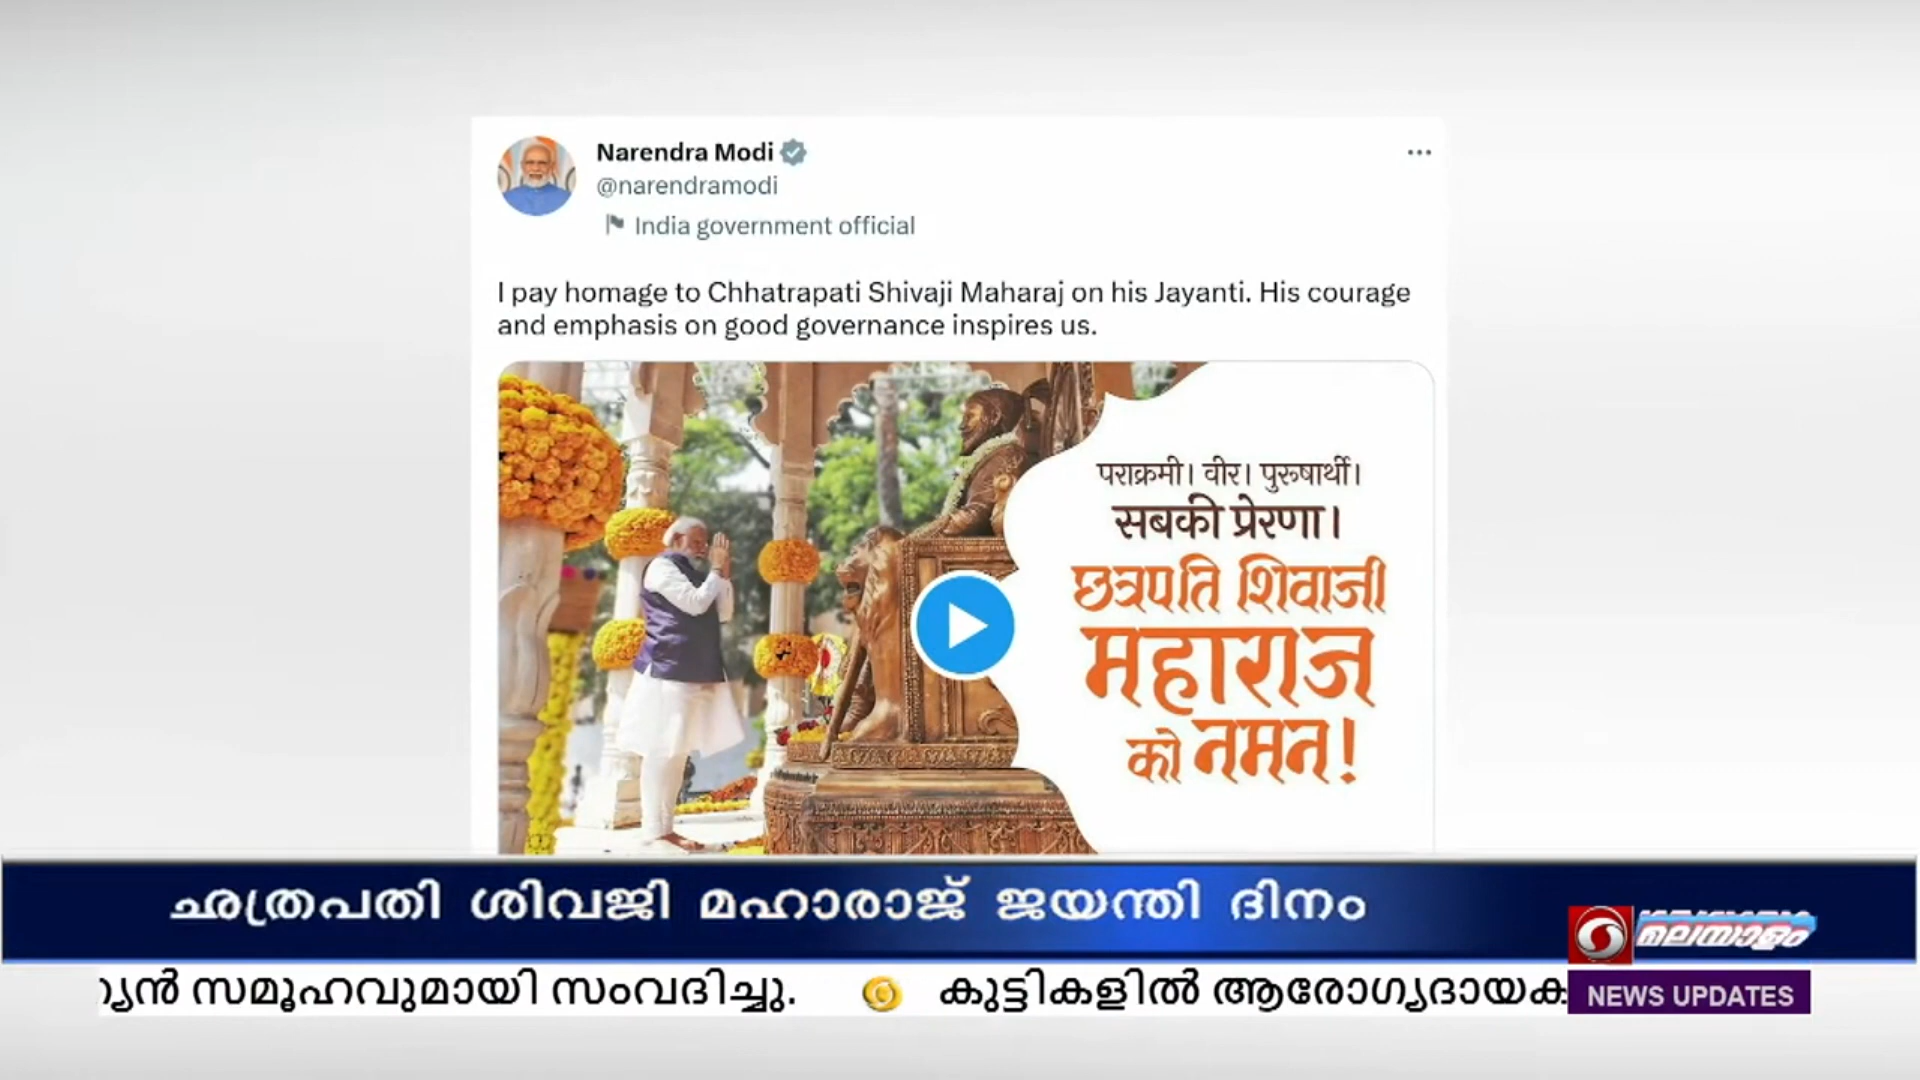 Narendra Modi
@narendramodi
India government official
I pay homage to Chhatrapati Shivaji Maharaj on his Jayanti. His courage
and emphasis on good governance inspires us.
पराक्रमी। वीर। पुरूषार्थी।
सबकी प्रेरणा।
छत्रपति शिवाजी
महाराज
को नमन!
ഛത്രപതി ശിവജി മഹാരാജ് ജയന്തി ദിനം
മലയാളം
സമൂഹവുമായി സംവദിച്ചു. കുട്ടികളിൽ ആരോഗ്യദായക
NEWS UPDATES